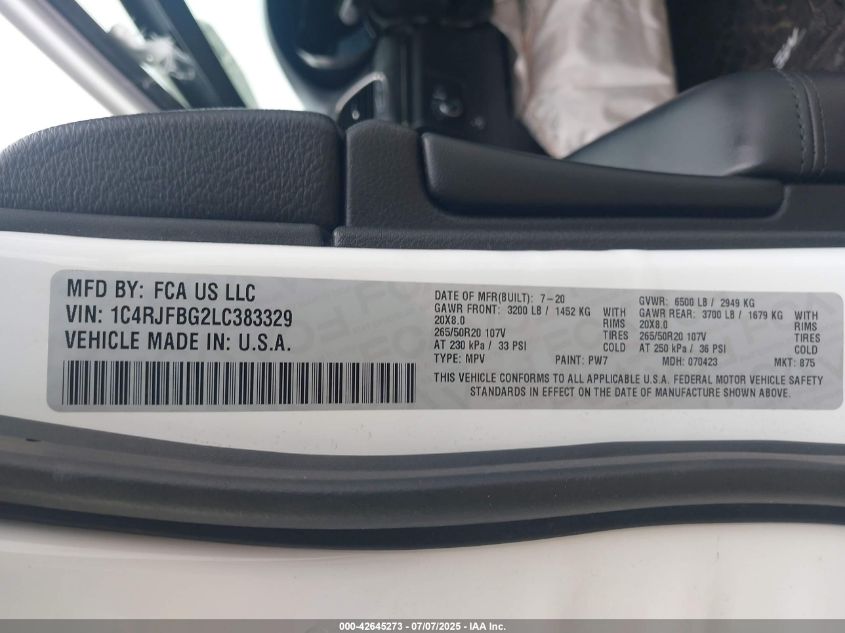 MFD BY: FCA US LLC
VIN: 1C4RJFBG2LC383329
VEHICLE MADE IN: U.S.A.
DATE OF MFR(BUILT): 7-20
GAWR FRONT: 3200 LB / 1452 KG WITH
20X8.0 RIMS
265/50R20 107V TIRES
AT 230 kPa / 33 PSI COLD
TYPE: MPV PAINT: PW7
GVWR: 6500 LB / 2949 KG
GAWR REAR: 3700 LB / 1679 KG WITH
20X8.0 RIMS
265/50R20 107V TIRES
AT 250 kPa / 36 PSI COLD
MDH: 070423 MKT: 875
THIS VEHICLE CONFORMS TO ALL APPLICABLE U.S.A. FEDERAL MOTOR VEHICLE SAFETY
STANDARDS IN EFFECT ON THE DATE OF MANUFACTURE SHOWN ABOVE.
000-42645273 - 07/07/2025 - IAA Inc.